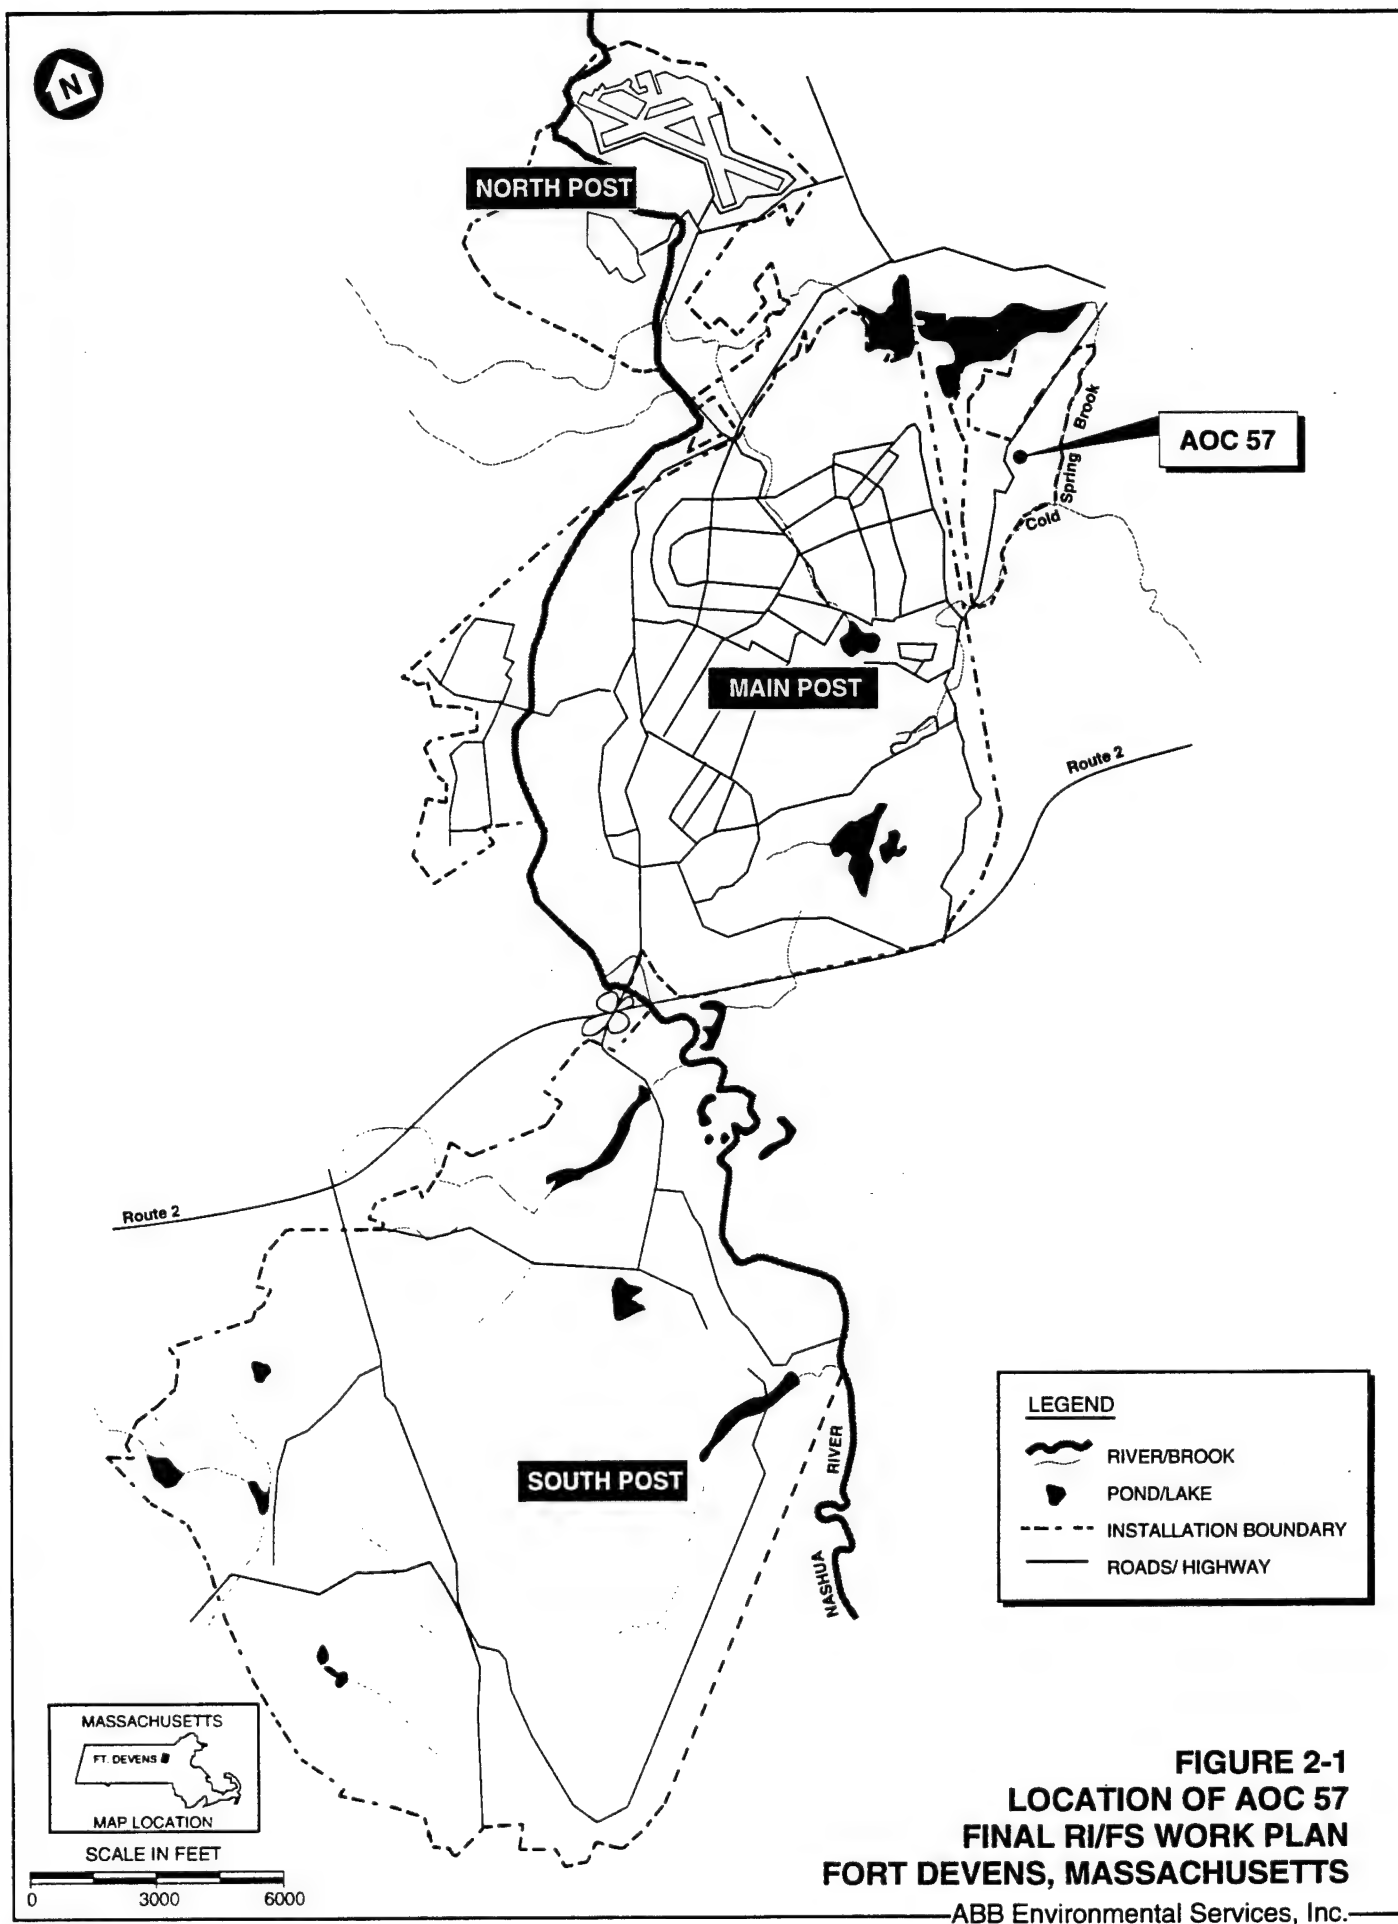 N
NORTH POST
AOC 57
Cold Spring Brook
MAIN POST
Route 2
Route 2
SOUTH POST
NASHUA RIVER
LEGEND
RIVER/BROOK
POND/LAKE
INSTALLATION BOUNDARY
ROADS/ HIGHWAY
MASSACHUSETTS
FT. DEVENS
MAP LOCATION
SCALE IN FEET
0 3000 6000
FIGURE 2-1
LOCATION OF AOC 57
FINAL RI/FS WORK PLAN
FORT DEVENS, MASSACHUSETTS
ABB Environmental Services, Inc.